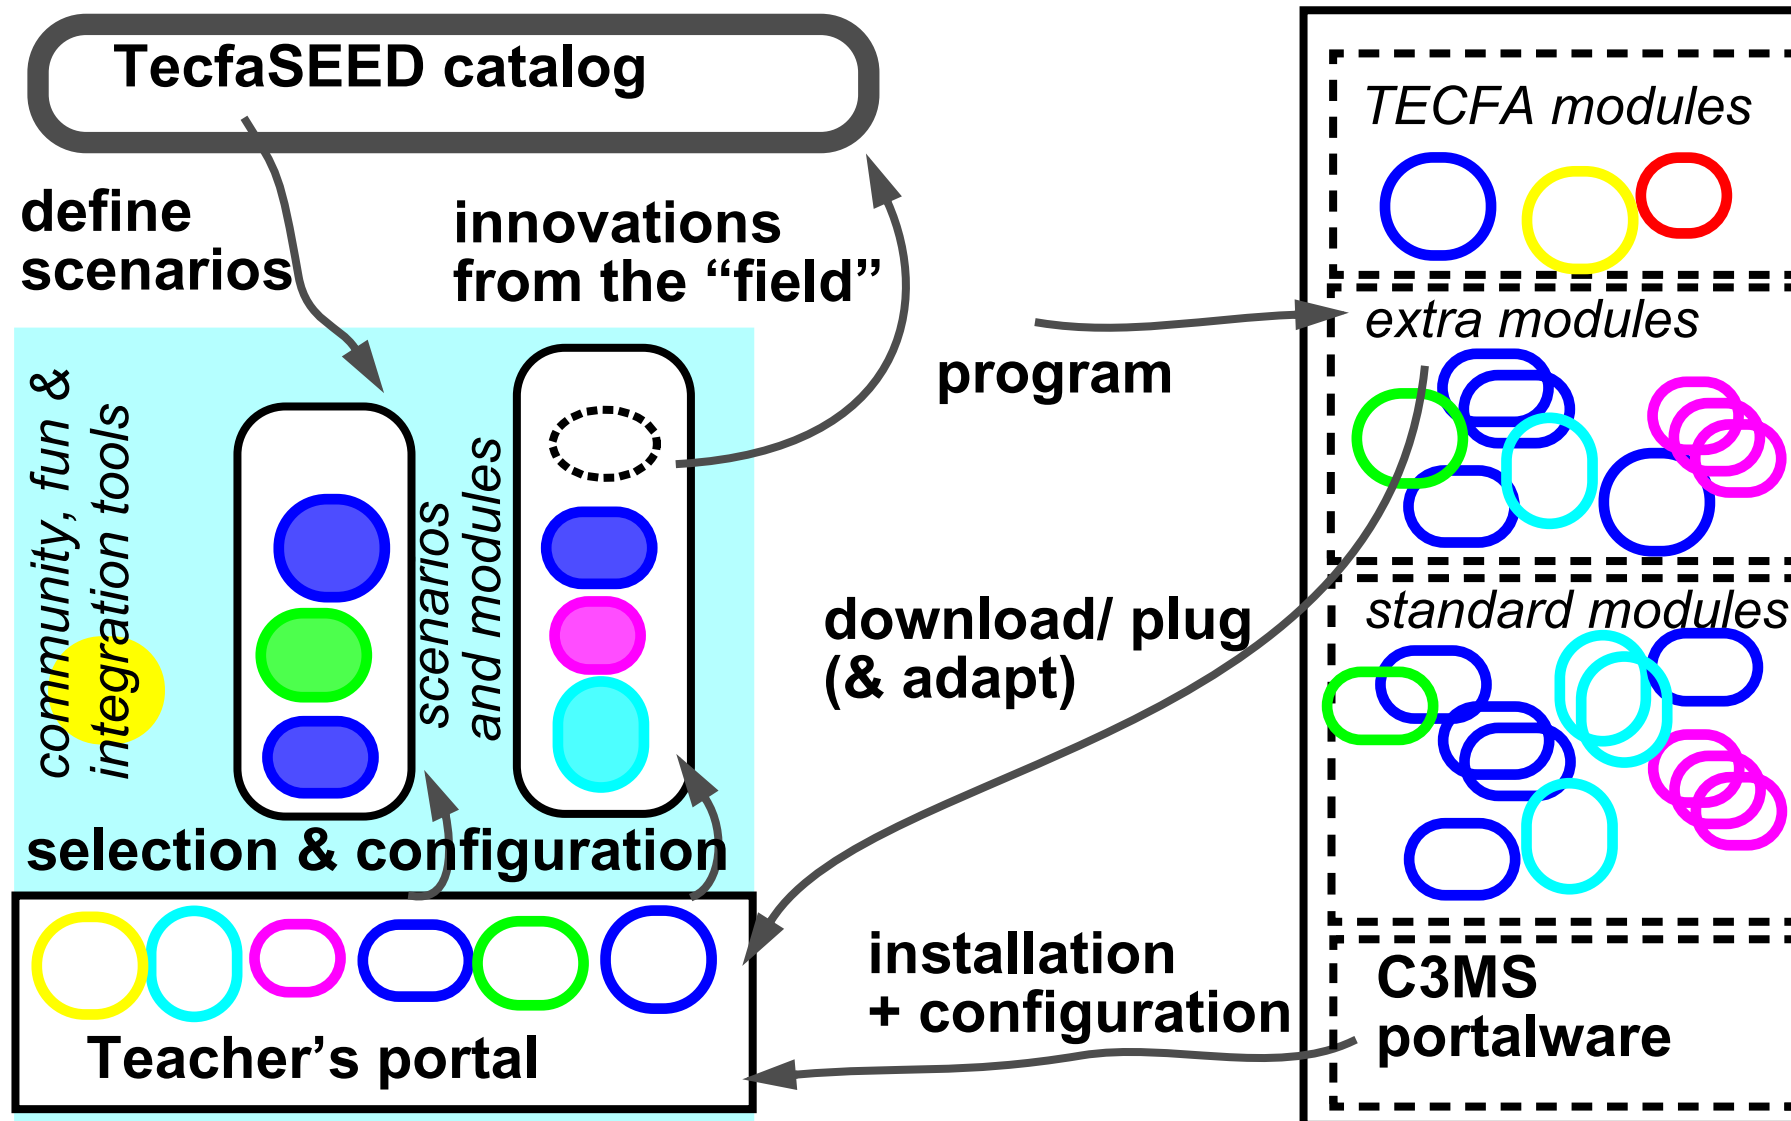 TecfaSEED catalog
define
scenarios
innovations
from the “field”
community, fun &
integration tools
scenarios
and modules
selection & configuration
Teacher’s portal
program
download/ plug
(& adapt)
installation
+ configuration
TECFA modules
extra modules
standard modules
C3MS
portalware